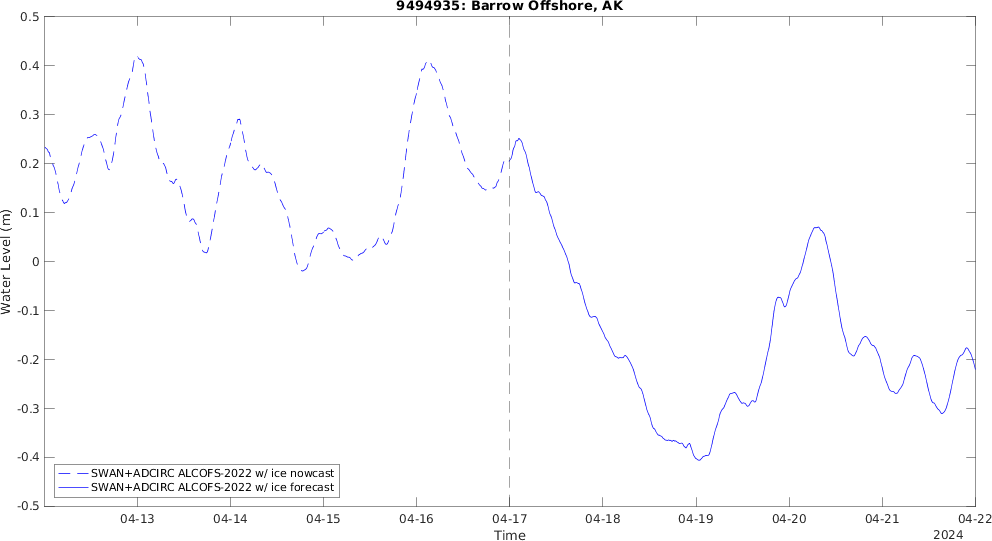 9494935: Barrow Offshore, AK
0.5
0.4
0.3
0.2
0.1
0
-0.1
-0.2
-0.3
-0.4
-0.5
Water Level (m)
SWAN+ADCIRC ALCOFS-2022 w/ ice nowcast
SWAN+ADCIRC ALCOFS-2022 w/ ice forecast
04-13 04-14 04-15 04-16 04-17 04-18 04-19 04-20 04-21 04-22
Time
2024